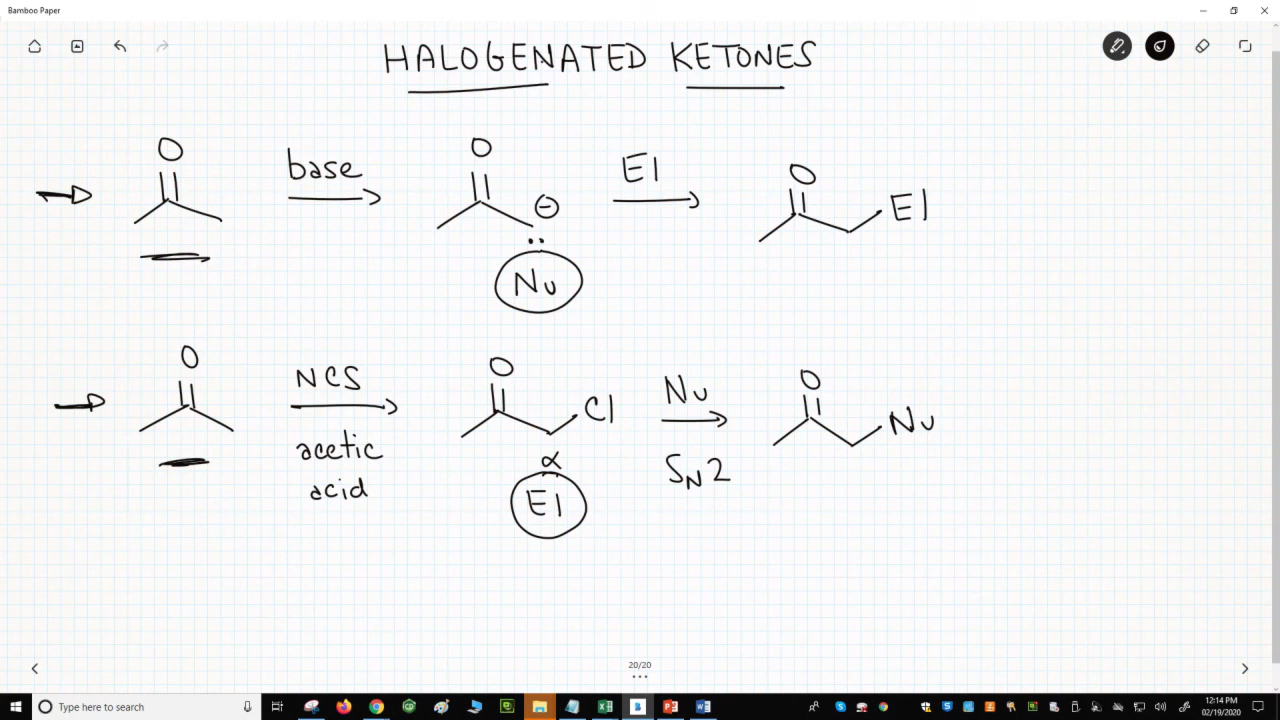 Bamboo Paper
HALOGENATED KETONES
O base O El O
⊖ El
Nu
O NCS O Nu O
Cl Nu
acetic α SN2
acid El
20/20
Type here to search
12:14 PM
02/19/2020